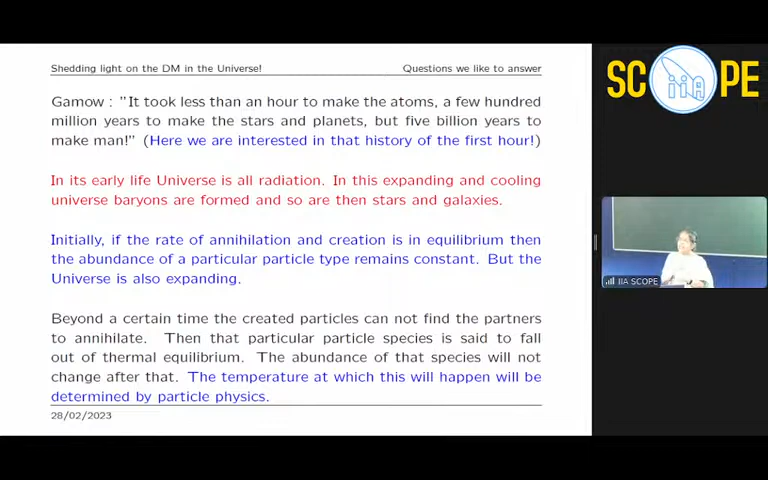 Shedding light on the DM in the Universe!
Questions we like to answer
Gamow : "It took less than an hour to make the atoms, a few hundred
million years to make the stars and planets, but five billion years to
make man!" (Here we are interested in that history of the first hour!)
In its early life Universe is all radiation. In this expanding and cooling
universe baryons are formed and so are then stars and galaxies.
Initially, if the rate of annihilation and creation is in equilibrium then
the abundance of a particular particle type remains constant. But the
Universe is also expanding.
Beyond a certain time the created particles can not find the partners
to annihilate. Then that particular particle species is said to fall
out of thermal equilibrium. The abundance of that species will not
change after that. The temperature at which this will happen will be
determined by particle physics.
28/02/2023
SC iiA PE
IIA SCOPE